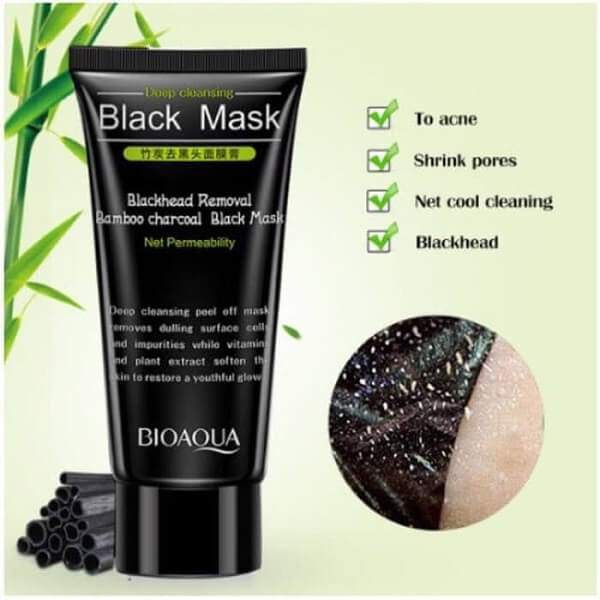 Deep cleansing
Black Mask
竹炭去黑头面膜膏
Blackhead Removal
Bamboo charcoal Black Mask
Net Permeability
Deep cleansing peel off mask
removes dulling surface cell
and impurities while vitamin
and plant extract soften th
skin to restore a youthful glow
BIOAQUA
To acne
Shrink pores
Net cool cleaning
Blackhead